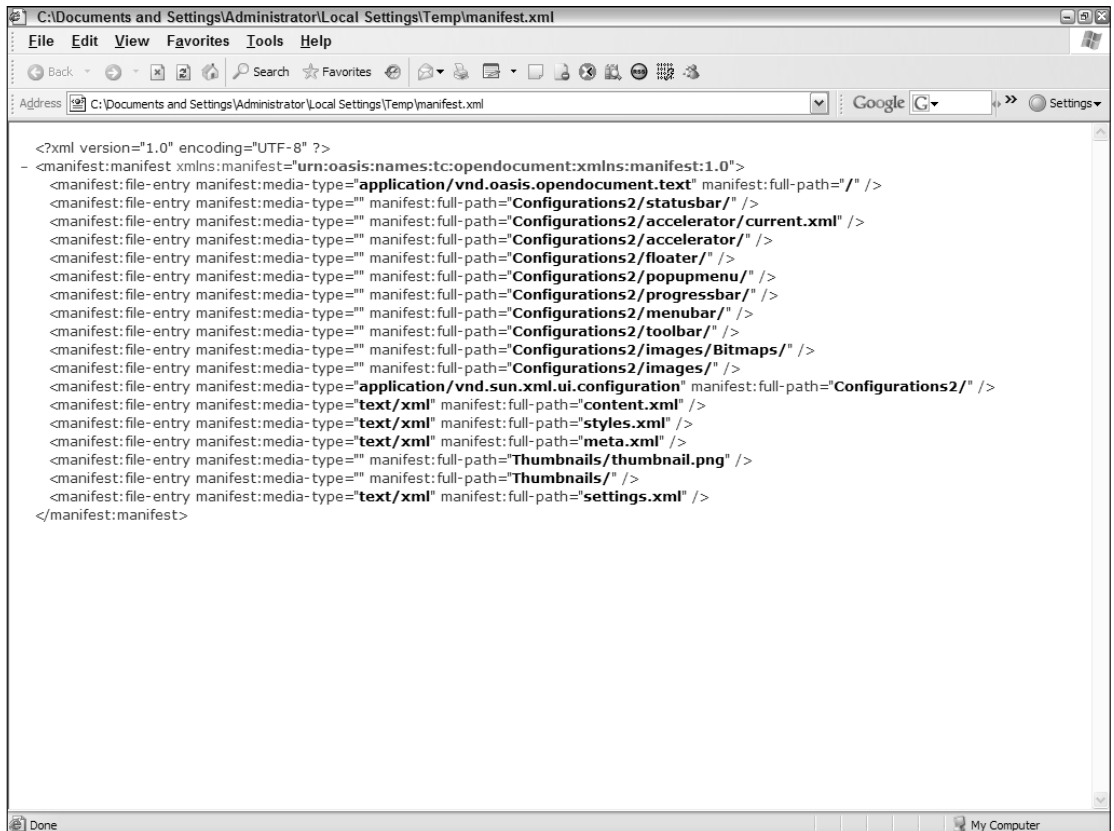 C:\Documents and Settings\Administrator\Local Settings\Temp\manifest.xml
File Edit View Favorites Tools Help
Back Search Favorites
Address C:\Documents and Settings\Administrator\Local Settings\Temp\manifest.xml Google G Settings
<?xml version="1.0" encoding="UTF-8" ?>
- <manifest:manifest xmlns:manifest="urn:oasis:names:tc:opendocument:xmlns:manifest:1.0">
<manifest:file-entry manifest:media-type="application/vnd.oasis.opendocument.text" manifest:full-path="/" />
<manifest:file-entry manifest:media-type="" manifest:full-path="Configurations2/statusbar/" />
<manifest:file-entry manifest:media-type="" manifest:full-path="Configurations2/accelerator/current.xml" />
<manifest:file-entry manifest:media-type="" manifest:full-path="Configurations2/accelerator/" />
<manifest:file-entry manifest:media-type="" manifest:full-path="Configurations2/floater/" />
<manifest:file-entry manifest:media-type="" manifest:full-path="Configurations2/popupmenu/" />
<manifest:file-entry manifest:media-type="" manifest:full-path="Configurations2/progressbar/" />
<manifest:file-entry manifest:media-type="" manifest:full-path="Configurations2/menubar/" />
<manifest:file-entry manifest:media-type="" manifest:full-path="Configurations2/toolbar/" />
<manifest:file-entry manifest:media-type="" manifest:full-path="Configurations2/images/Bitmaps/" />
<manifest:file-entry manifest:media-type="" manifest:full-path="Configurations2/images/" />
<manifest:file-entry manifest:media-type="application/vnd.sun.xml.ui.configuration" manifest:full-path="Configurations2/" />
<manifest:file-entry manifest:media-type="text/xml" manifest:full-path="content.xml" />
<manifest:file-entry manifest:media-type="text/xml" manifest:full-path="styles.xml" />
<manifest:file-entry manifest:media-type="text/xml" manifest:full-path="meta.xml" />
<manifest:file-entry manifest:media-type="" manifest:full-path="Thumbnails/thumbnail.png" />
<manifest:file-entry manifest:media-type="" manifest:full-path="Thumbnails/" />
<manifest:file-entry manifest:media-type="text/xml" manifest:full-path="settings.xml" />
</manifest:manifest>
Done My Computer